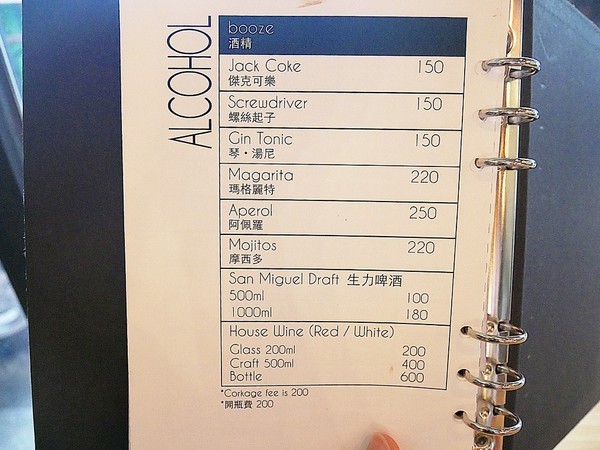 ALCOHOL
booze
酒精
Jack Coke 150
傑克可樂
Screwdriver 150
螺絲起子
Gin Tonic 150
琴·湯尼
Magarita 220
瑪格麗特
Aperol 250
阿佩羅
Mojitos 220
摩西多
San Miguel Draft 生力啤酒
500ml 100
1000ml 180
House Wine (Red / White)
Glass 200ml 200
Craft 500ml 400
Bottle 600
*Corkage fee is 200
*開瓶費 200